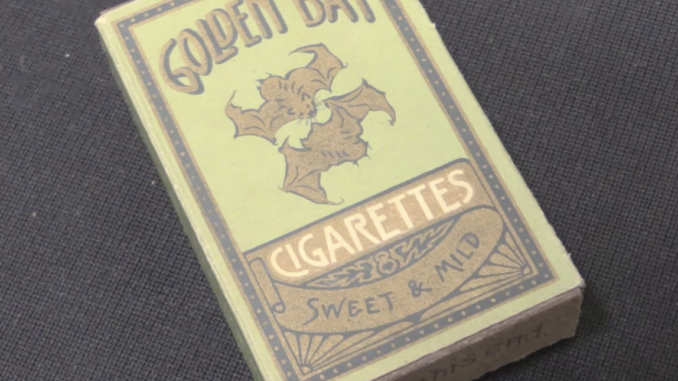 GOLDEN BAT
CIGARETTES
SWEET & MILD